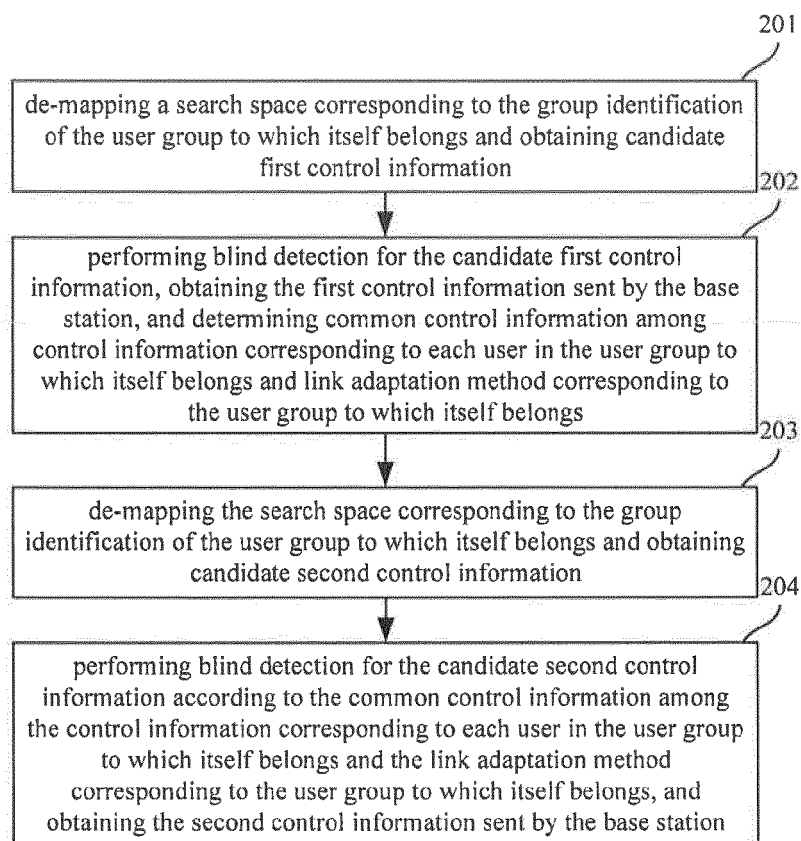 201
de-mapping a search space corresponding to the group identification
of the user group to which itself belongs and obtaining candidate
first control information
202
performing blind detection for the candidate first control
information, obtaining the first control information sent by the base
station, and determining common control information among
control information corresponding to each user in the user group to
which itself belongs and link adaptation method corresponding to
the user group to which itself belongs
203
de-mapping the search space corresponding to the group
identification of the user group to which itself belongs and obtaining
candidate second control information
204
performing blind detection for the candidate second control
information according to the common control information among
the control information corresponding to each user in the user group
to which itself belongs and the link adaptation method
corresponding to the user group to which itself belongs, and
obtaining the second control information sent by the base station